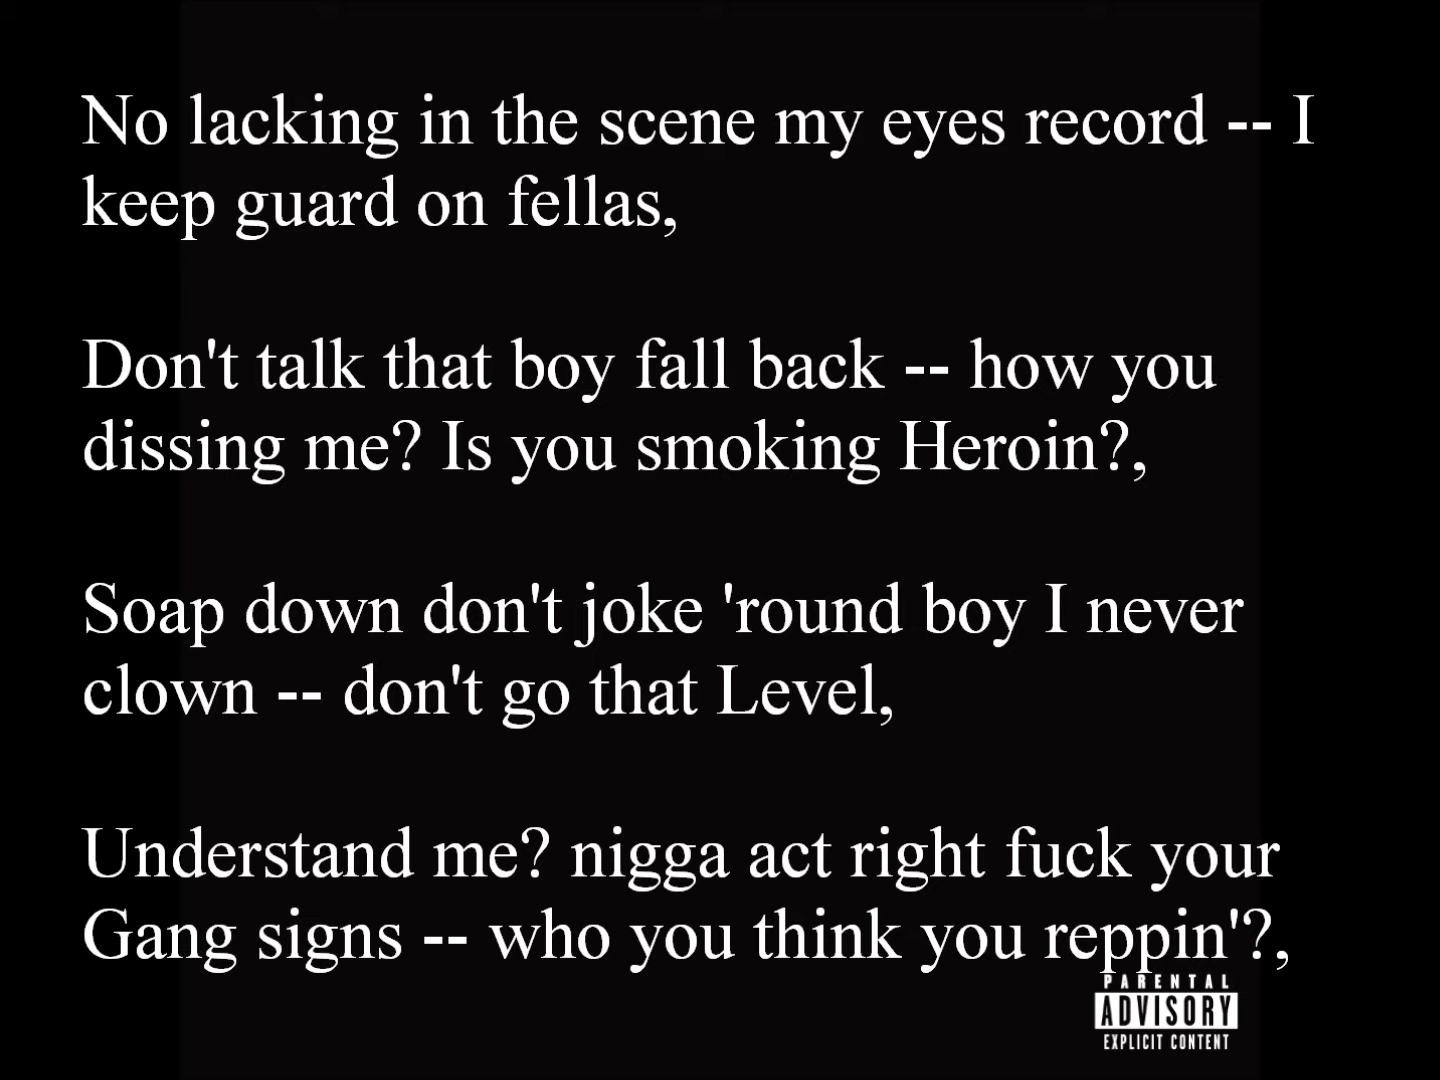 No lacking in the scene my eyes record -- I
keep guard on fellas,
Don't talk that boy fall back -- how you
dissing me? Is you smoking Heroin?,
Soap down don't joke 'round boy I never
clown -- don't go that Level,
Understand me? nigga act right fuck your
Gang signs -- who you think you reppin'?,
PARENTAL
ADVISORY
EXPLICIT CONTENT